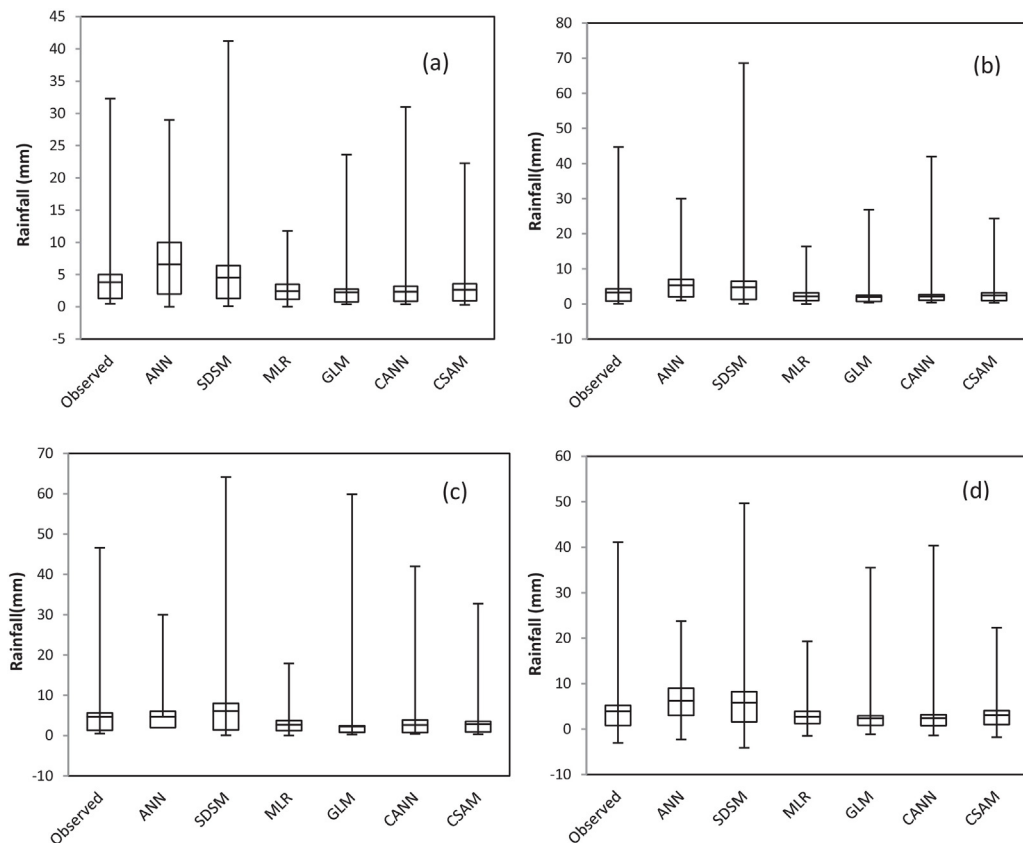 (a)
Rainfall (mm)
45
40
35
30
25
20
15
10
5
0
-5
Observed
ANN
SDSM
MLR
GLM
CANN
CSAM
(b)
Rainfall(mm)
80
70
60
50
40
30
20
10
0
-10
Observed
ANN
SDSM
MLR
GLM
CANN
CSAM
(c)
Rainfall(mm)
70
60
50
40
30
20
10
0
-10
Observed
ANN
SDSM
MLR
GLM
CANN
CSAM
(d)
Rainfall (mm)
60
50
40
30
20
10
0
-10
Observed
ANN
SDSM
MLR
GLM
CANN
CSAM